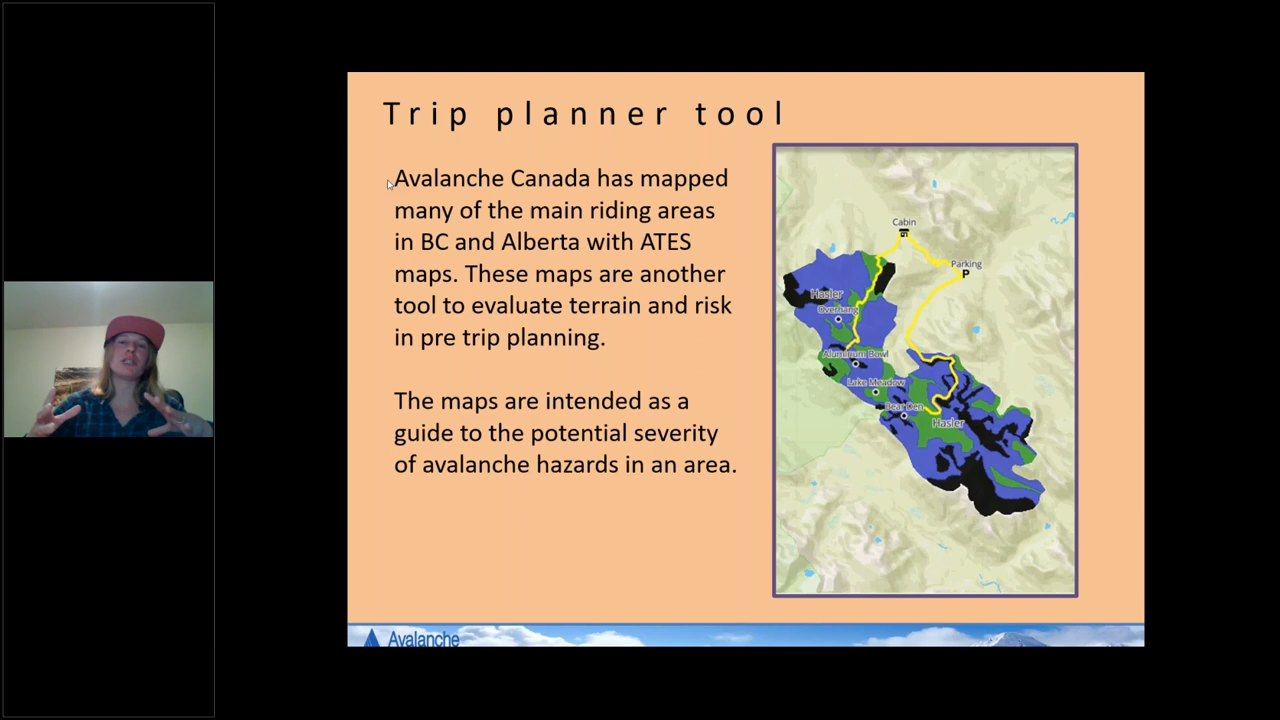 Trip planner tool
Avalanche Canada has mapped
many of the main riding areas
in BC and Alberta with ATES
maps. These maps are another
tool to evaluate terrain and risk
in pre trip planning.
The maps are intended as a
guide to the potential severity
of avalanche hazards in an area.
Cabin
Parking
P
Hasler
Overhang
Aluminum Bowl
Lake Meadow
Bear Den
Hasler
Avalanche